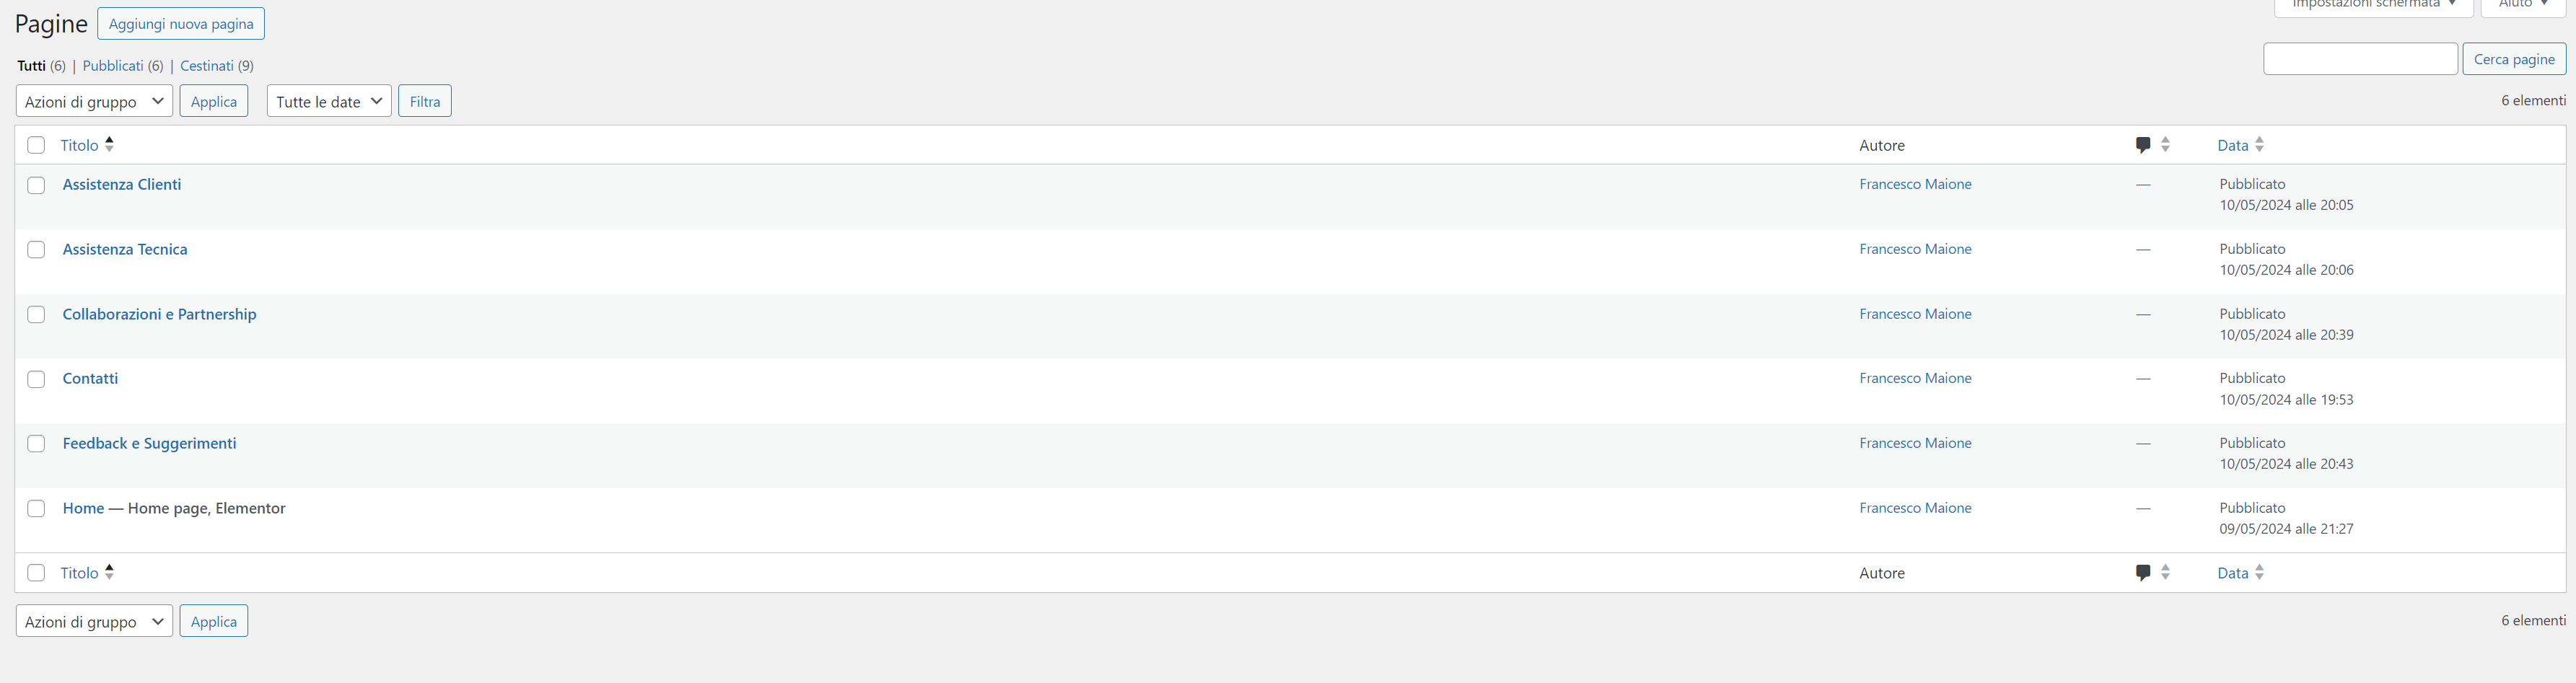 Pagine Aggiungi nuova pagina Impostazioni schermata ▼ Aiuto ▼
Tutti (6) | Pubblicati (6) | Cestinati (9) Cerca pagine
Azioni di gruppo Applica Tutte le date Filtra 6 elementi
Titolo Autore Data
Assistenza Clienti Francesco Maione — Pubblicato
10/05/2024 alle 20:05
Assistenza Tecnica Francesco Maione — Pubblicato
10/05/2024 alle 20:06
Collaborazioni e Partnership Francesco Maione — Pubblicato
10/05/2024 alle 20:39
Contatti Francesco Maione — Pubblicato
10/05/2024 alle 19:53
Feedback e Suggerimenti Francesco Maione — Pubblicato
10/05/2024 alle 20:43
Home — Home page, Elementor Francesco Maione — Pubblicato
09/05/2024 alle 21:27
Titolo Autore Data
Azioni di gruppo Applica 6 elementi